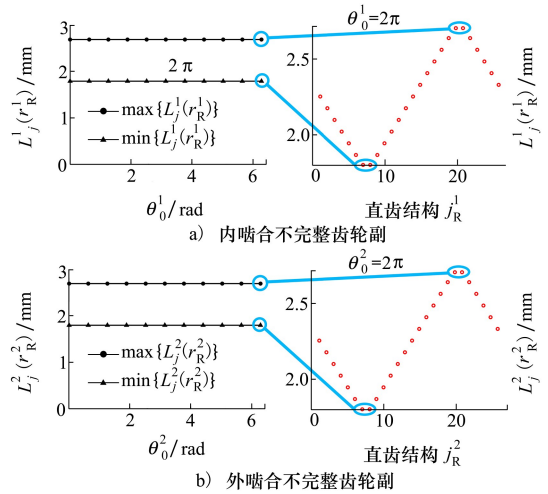 3
2
1
0
L_j^1(r_R^1)/mm
2π
max{L_j^1(r_R^1)}
min{L_j^1(r_R^1)}
0 2 4 6
θ_0^1/rad
θ_0^1=2π
2.5
2.0
0 10 20
直齿结构 j_R^1
L_j^1(r_R^1)/mm
a) 内啮合不完整齿轮副
3
2
1
0
L_j^2(r_R^2)/mm
max{L_j^2(r_R^2)}
min{L_j^2(r_R^2)}
0 2 4 6
θ_0^2/rad
θ_0^2=2π
2.5
2.0
0 10 20
直齿结构 j_R^2
L_j^2(r_R^2)/mm
b) 外啮合不完整齿轮副